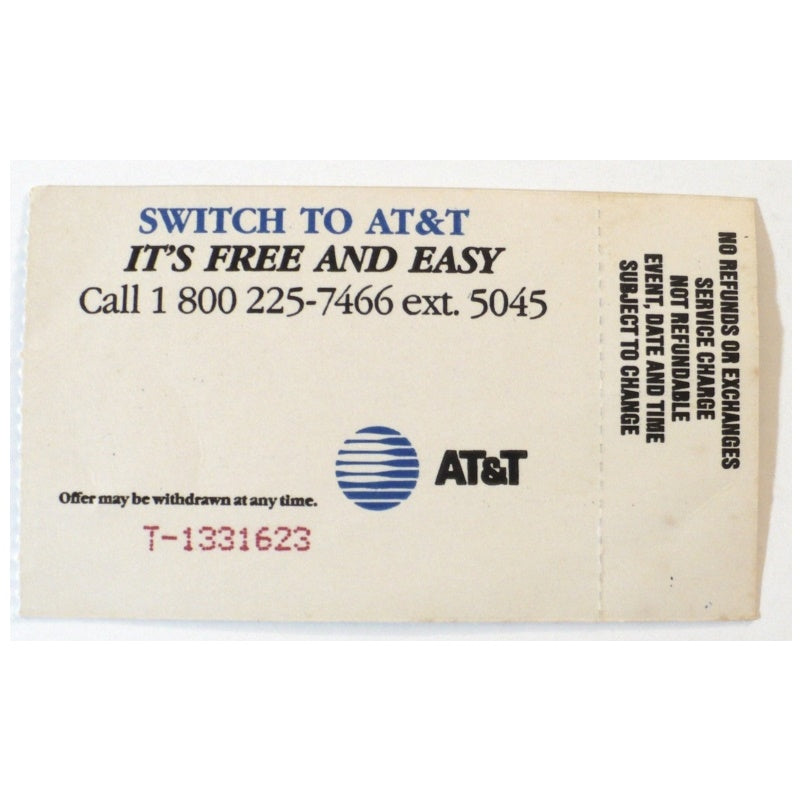 SWITCH TO AT&T
IT'S FREE AND EASY
Call 1 800 225-7466 ext. 5045
AT&T
Offer may be withdrawn at any time.
T-1331623
NO REFUNDS OR EXCHANGES
SERVICE CHARGE
NOT REFUNDABLE
EVENT, DATE AND TIME
SUBJECT TO CHANGE